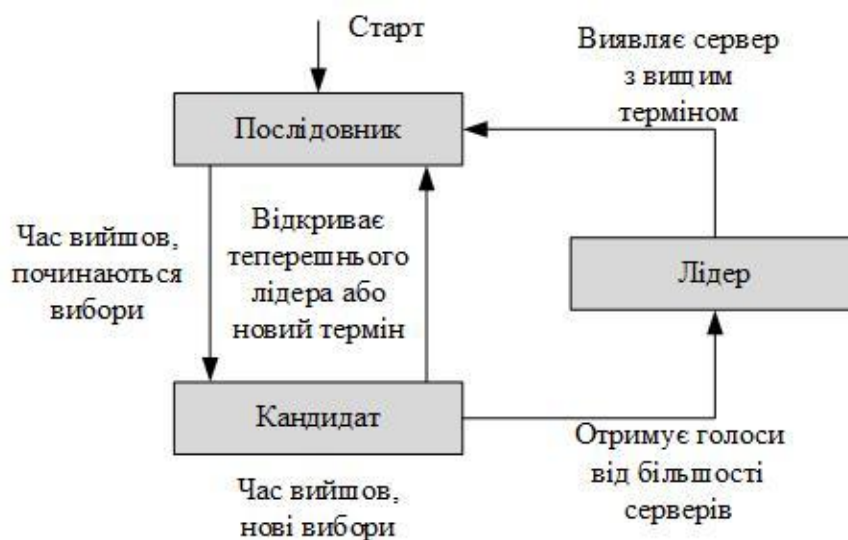 Старт
Виявляє сервер
з вищим
терміном
Послідовник
Час вийшов,
починаються
вибори
Відкриває
теперешнього
лідера або
новий термін
Лідер
Кандидат
Отримує голоси
від більшості
серверів
Час вийшов,
нові вибори